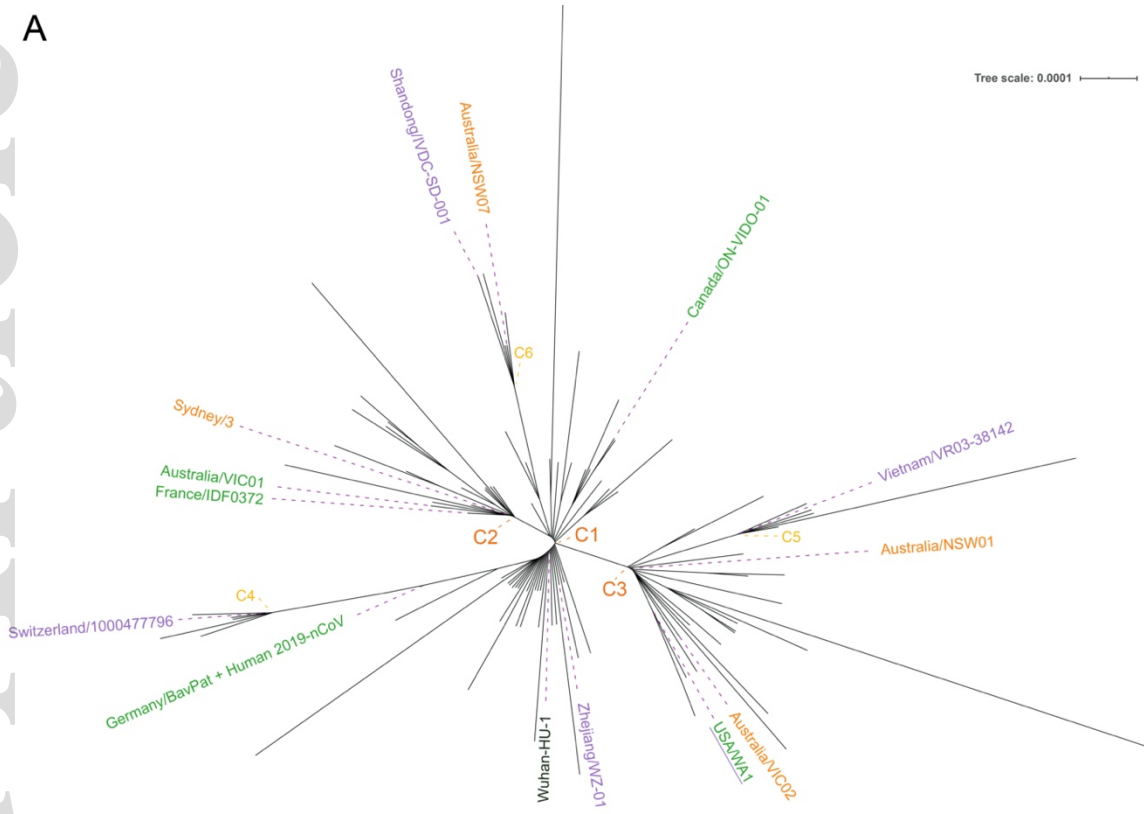 A
Tree scale: 0.0001
Shandong/IVDC-SD-001
Australia/NSW07
Canada/ON-VIDO-01
C6
Sydney/3
Vietnam/VR03-38142
Australia/VIC01
France/IDF0372
C2
C1
C5
Australia/NSW01
C3
C4
Switzerland/1000477796
Germany/BavPat + Human 2019-nCoV
Wuhan-HU-1
Zhejiang/WZ-01
USA/WA1
Australia/VIC02